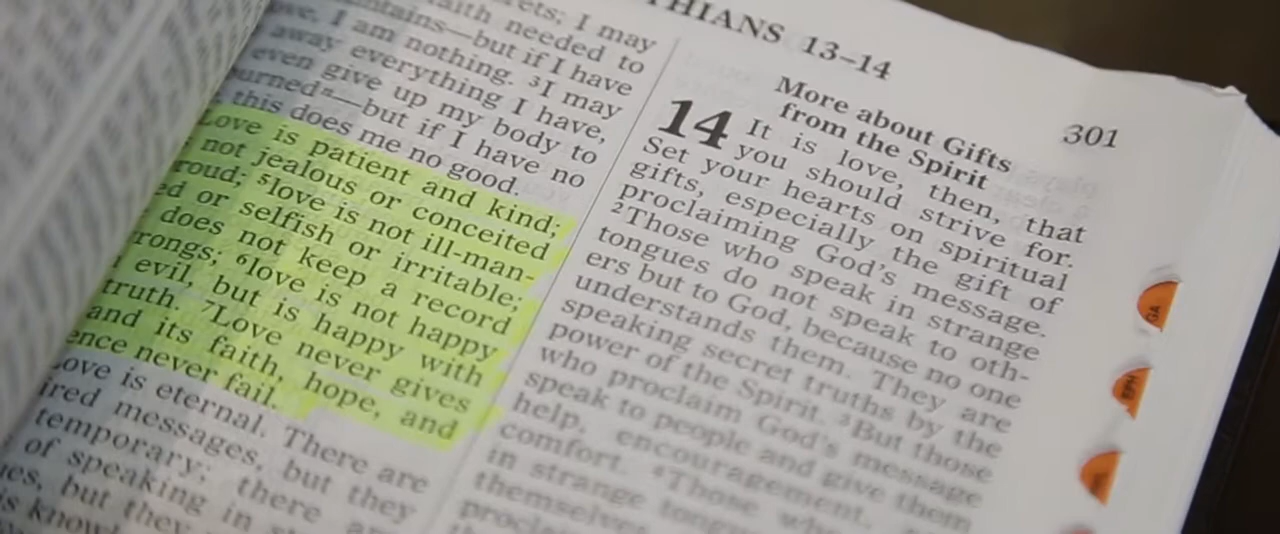 THIANS 13–14
301
ets; I may
faith needed to
ntains—but if I have
I am nothing. ³I may
away everything I have,
even give up my body to
burnedⁿ—but if I have no
this does me no good.
Love is patient and kind;
not jealous or conceited
roud; ⁵love is not ill-man-
ed or selfish or irritable;
does not keep a record
rongs; ⁶love is not happy
evil, but is happy with
truth. ⁷Love never gives
and its faith, hope, and
ence never fail.
Love is eternal. There are
ired messages, but they
temporary; there
of speaking in
es, but they
More about Gifts
from the Spirit
14 It is love, then, that
you should strive for.
Set your hearts on spiritual
gifts, especially the gift of
proclaiming God's message.
²Those who speak in strange
tongues do not speak to oth-
ers but to God, because no one
understands them. They are
speaking secret truths by the
power of the Spirit. ³But those
who proclaim God's message
speak to people and give them
help, encouragement,
comfort. ⁴Those who
in strange
themselves
GA
EPH